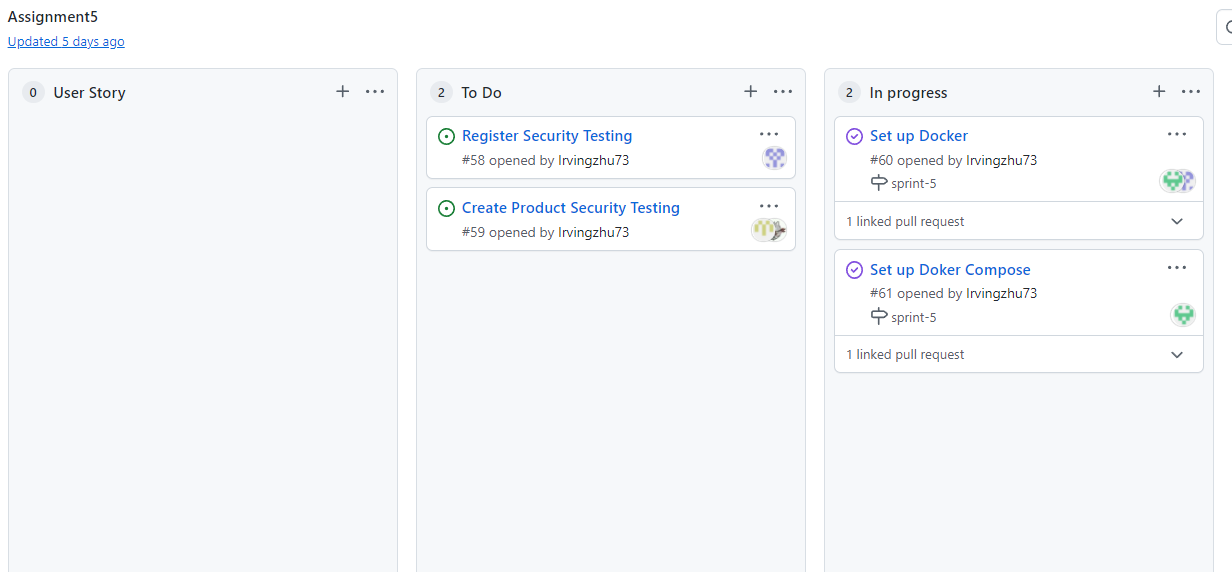 Assignment5
Updated 5 days ago
0 User Story
2 To Do
Register Security Testing
#58 opened by Irvingzhu73
Create Product Security Testing
#59 opened by Irvingzhu73
2 In progress
Set up Docker
#60 opened by Irvingzhu73
sprint-5
1 linked pull request
Set up Doker Compose
#61 opened by Irvingzhu73
sprint-5
1 linked pull request